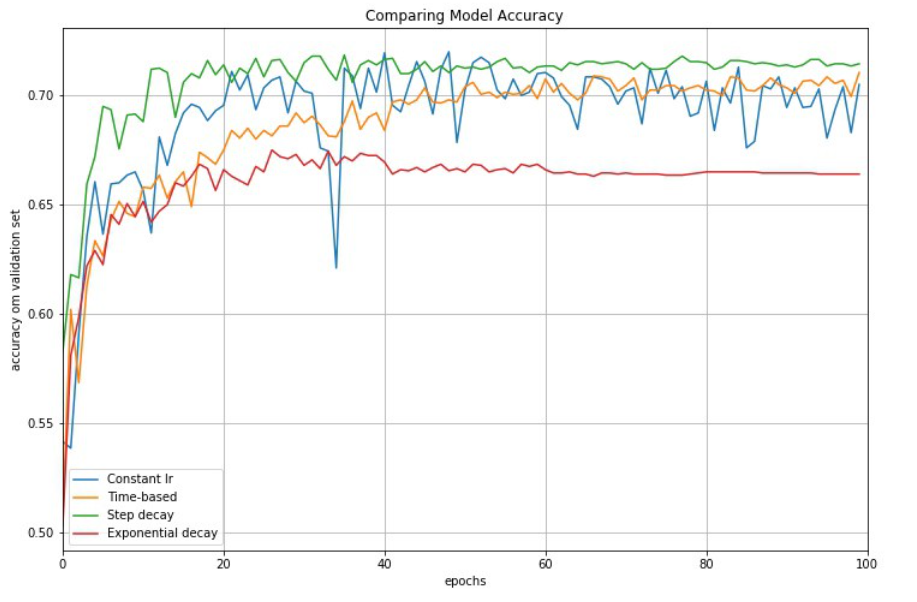 Comparing Model Accuracy
accuracy om validation set
0.70
0.65
0.60
0.55
0.50
Constant lr
Time-based
Step decay
Exponential decay
0 20 40 60 80 100
epochs